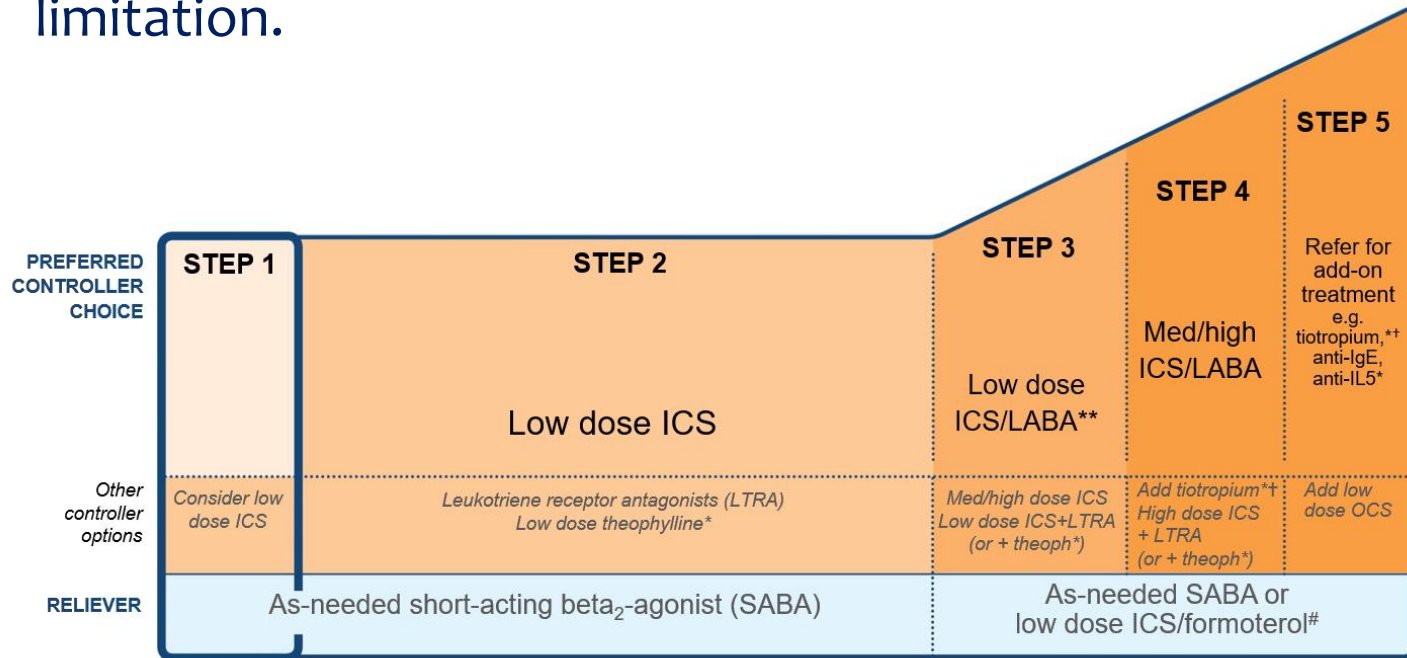 limitation.
PREFERRED
CONTROLLER
CHOICE
STEP 1
STEP 2
Low dose ICS
STEP 3
Low dose
ICS/LABA**
STEP 4
Med/high
ICS/LABA
STEP 5
Refer for
add-on
treatment
e.g.
tiotropium,*†
anti-IgE,
anti-IL5*
Other
controller
options
Consider low
dose ICS
Leukotriene receptor antagonists (LTRA)
Low dose theophylline*
Med/high dose ICS
Low dose ICS+LTRA
(or + theoph*)
Add tiotropium*†
High dose ICS
+ LTRA
(or + theoph*)
Add low
dose OCS
RELIEVER
As-needed short-acting beta₂-agonist (SABA)
As-needed SABA or
low dose ICS/formoterol#